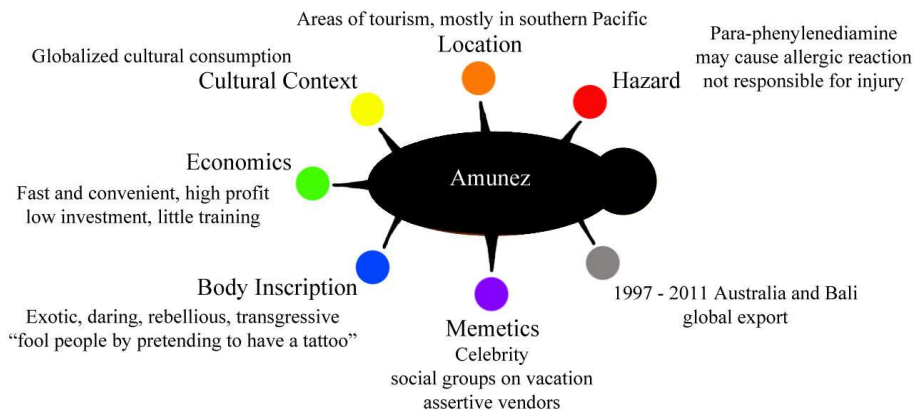 Areas of tourism, mostly in southern Pacific
Location
Para-phenylenediamine
may cause allergic reaction
not responsible for injury
Hazard
Globalized cultural consumption
Cultural Context
Economics
Fast and convenient, high profit
low investment, little training
Amunez
Body Inscription
Exotic, daring, rebellious, transgressive
“fool people by pretending to have a tattoo”
Memetics
Celebrity
social groups on vacation
assertive vendors
1997 - 2011 Australia and Bali
global export